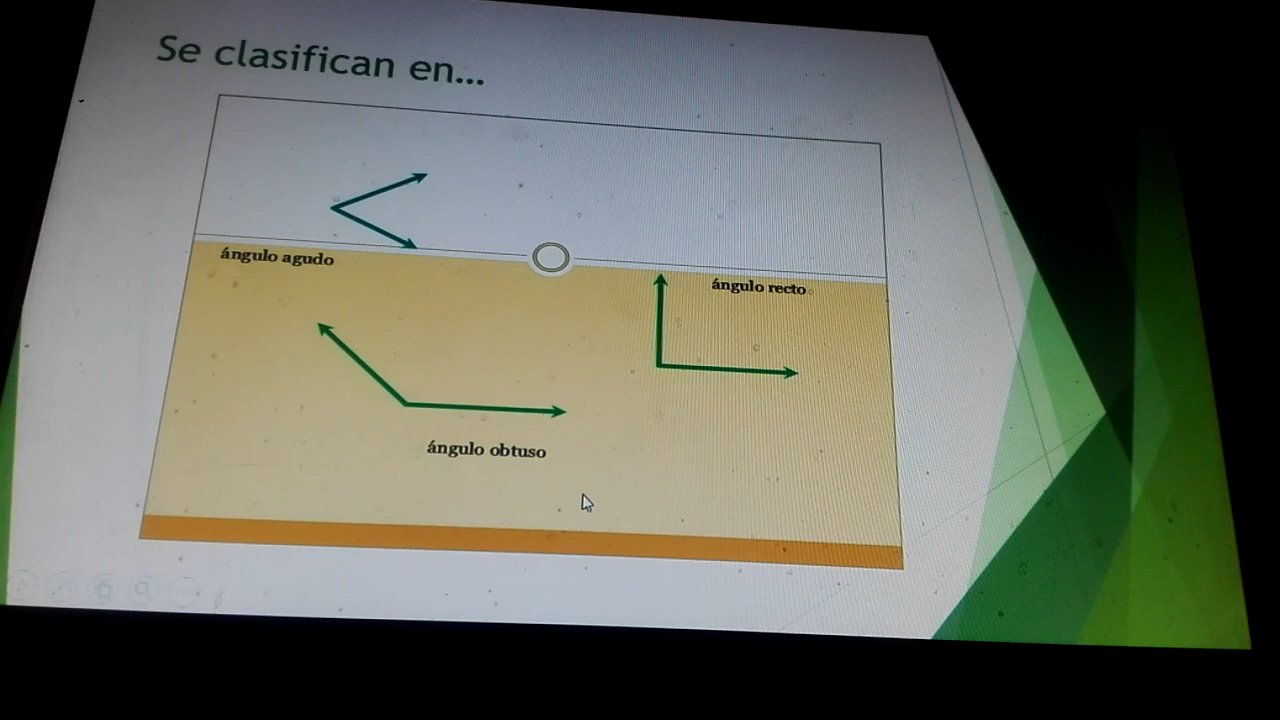 Se clasifican en...
ángulo agudo
ángulo recto
ángulo obtuso